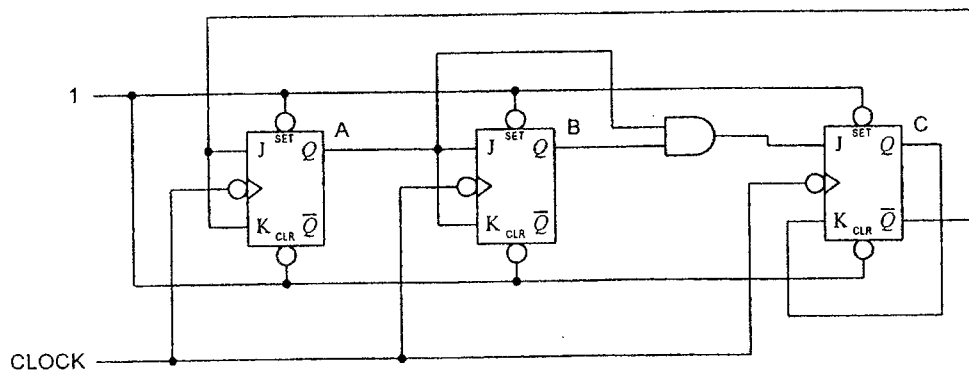 1
A
B
C
SET
J Q
K Q̅
CLR
SET
J Q
K Q̅
CLR
SET
J Q
K Q̅
CLR
CLOCK